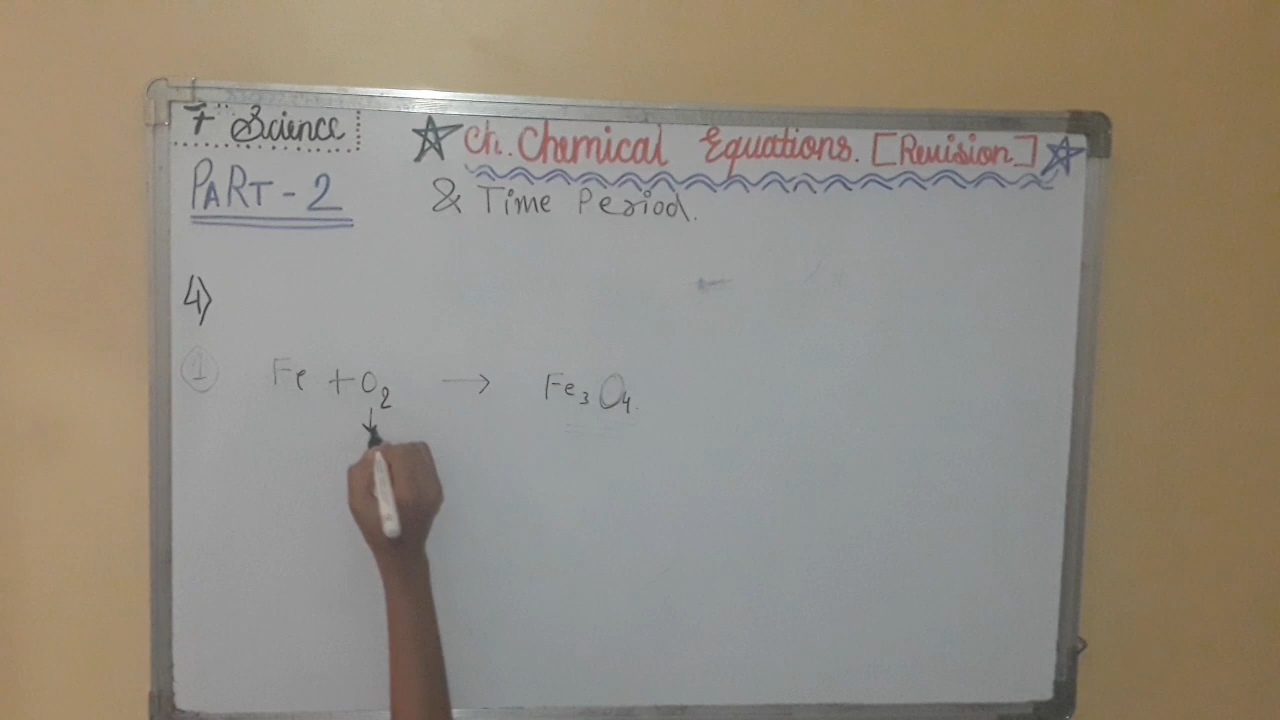 7" Science
☆ Ch. Chemical Equations. [Revision] ☆
PART-2
& Time Period.
4)
① Fe + O₂ → Fe₃O₄.
↓